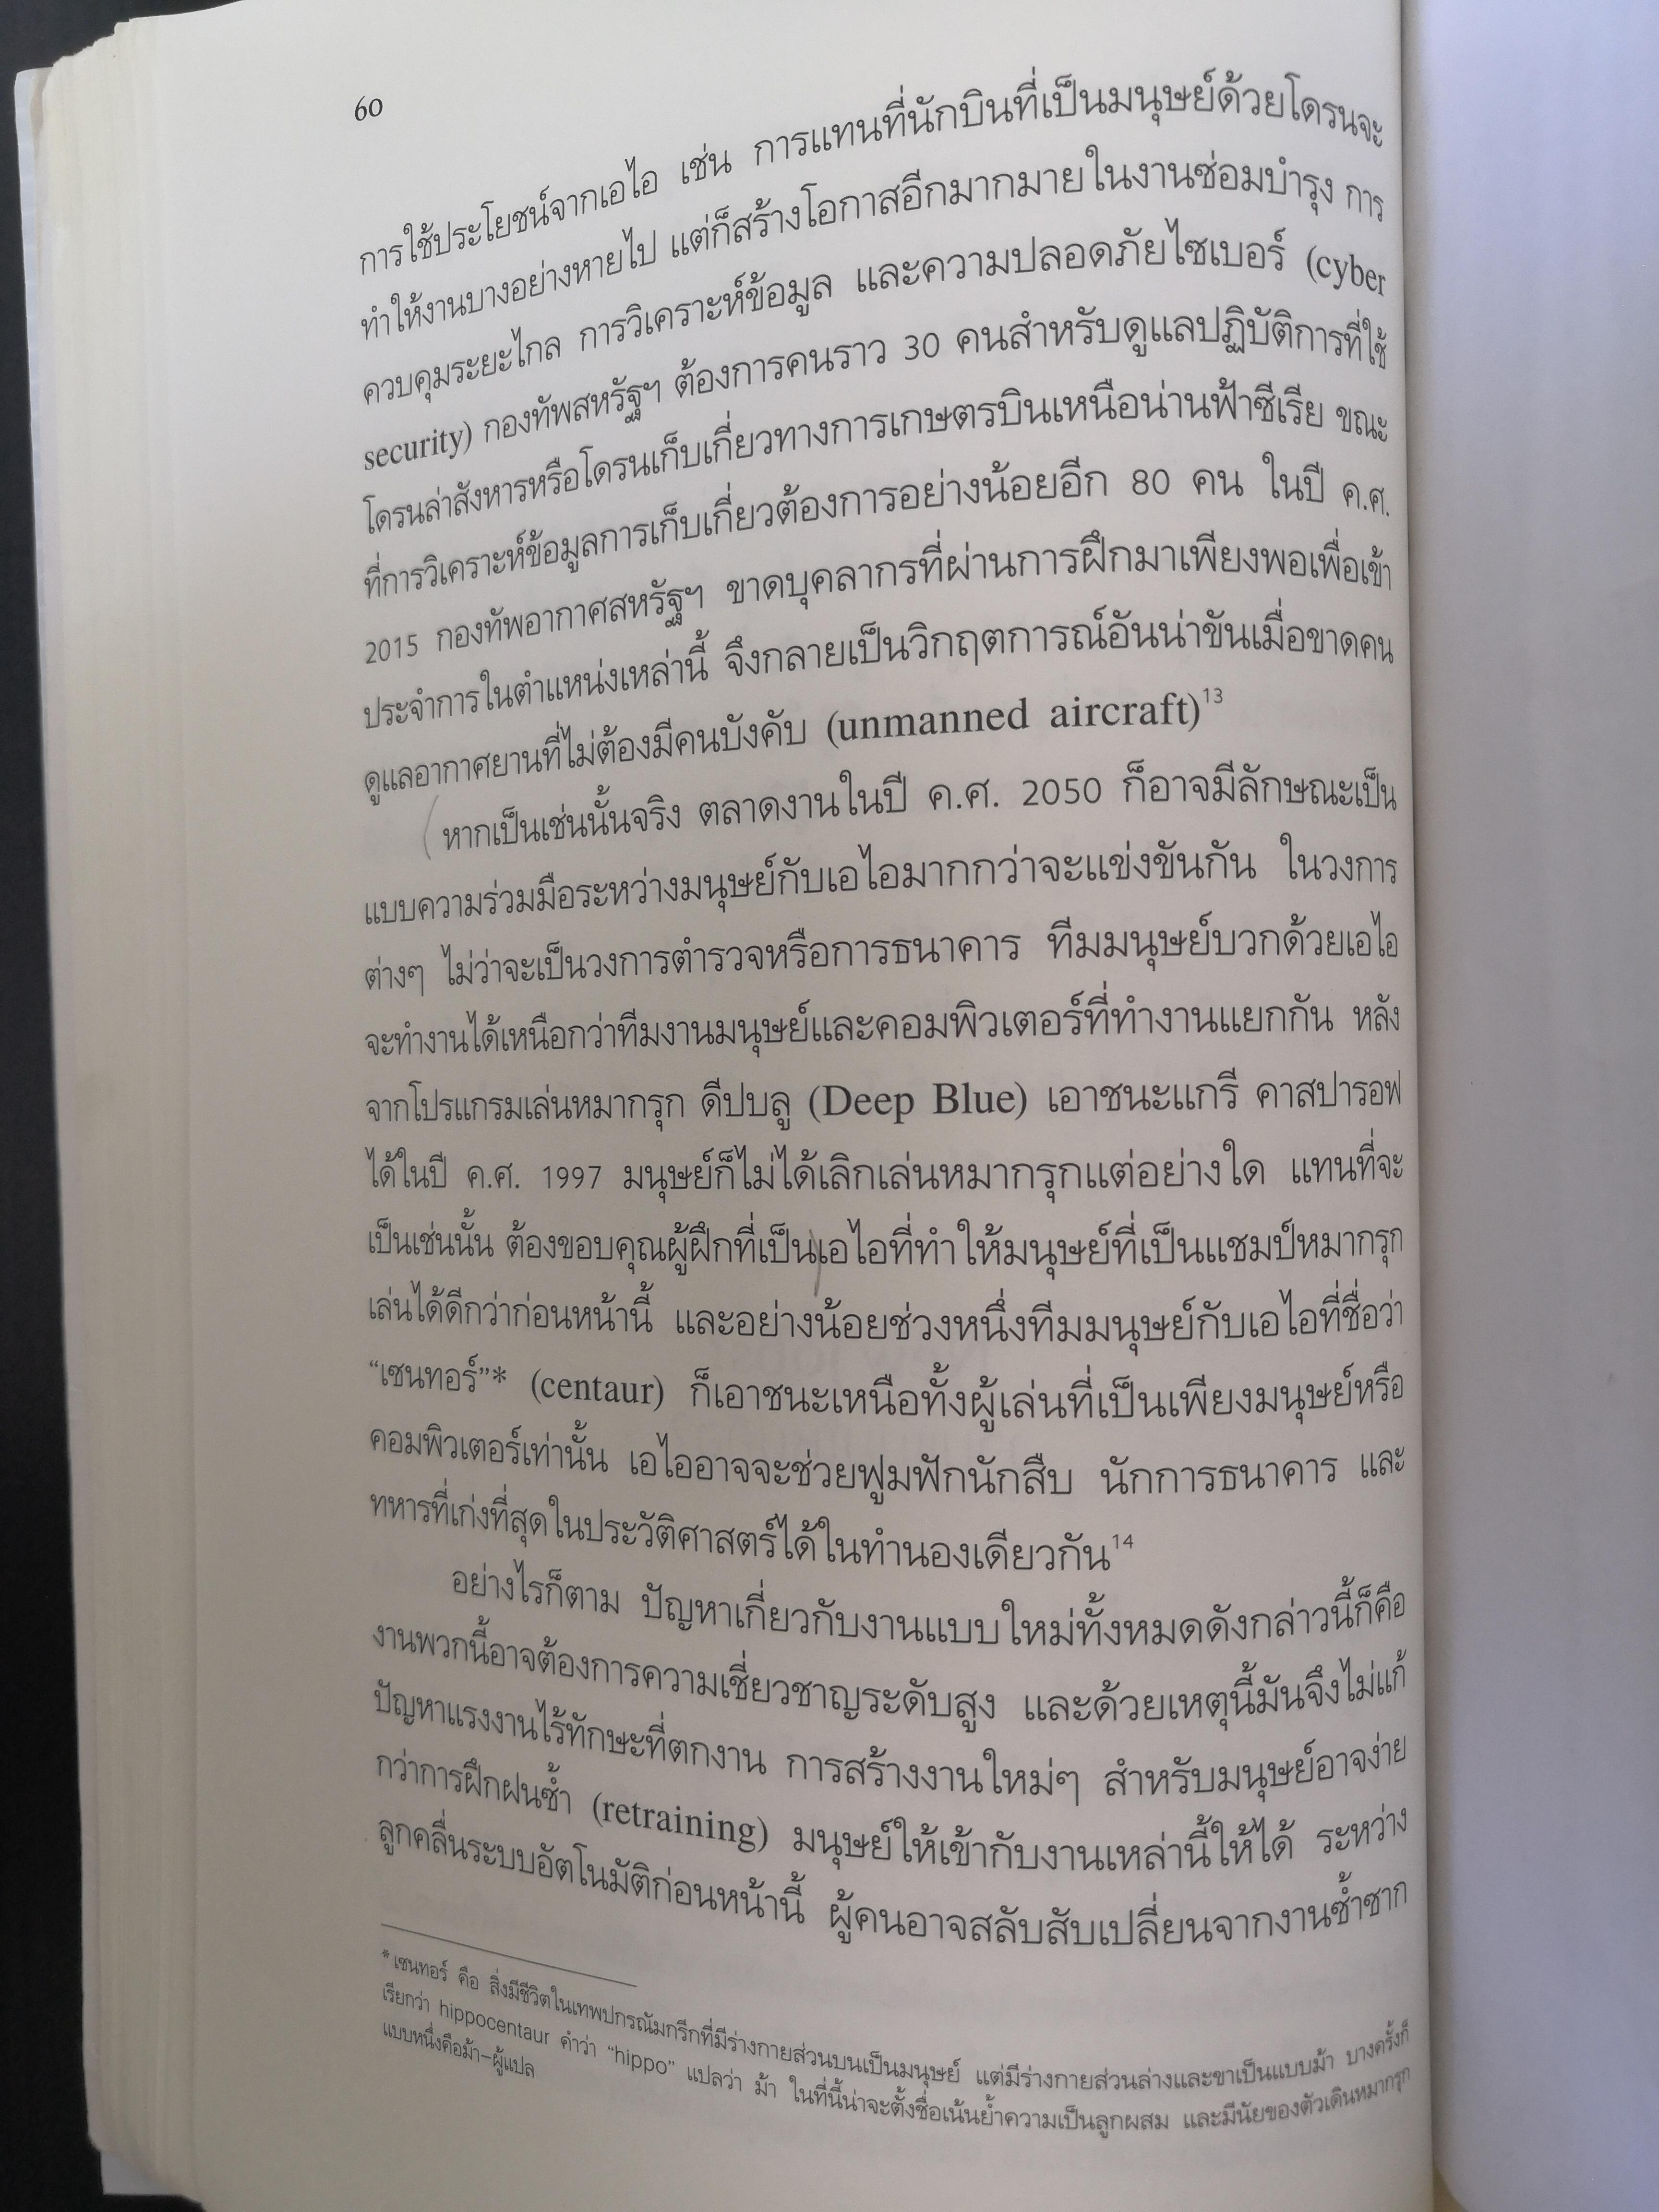 60
การใช้ประโยชน์จากเอไอ เช่น การแทนที่นักบินที่เป็นมนุษย์ด้วยโดรนจะ
ทำให้งานบางอย่างหายไป แต่ก็สร้างโอกาสอีกมากมายในงานซ่อมบำรุง การ
ควบคุมระยะไกล การวิเคราะห์ข้อมูล และความปลอดภัยไซเบอร์ (cyber
security) กองทัพสหรัฐฯ ต้องการคนราว 30 คนสำหรับดูแลปฏิบัติการที่ใช้
โดรนล่าสังหารหรือโดรนเก็บเกี่ยวทางการเกษตรบินเหนือน่านฟ้าซีเรีย ขณะ
ที่การวิเคราะห์ข้อมูลการเก็บเกี่ยวต้องการอย่างน้อยอีก 80 คน ในปี ค.ศ.
2015 กองทัพอากาศสหรัฐฯ ขาดบุคลากรที่ผ่านการฝึกมาเพียงพอเพื่อเข้า
ประจำการในตำแหน่งเหล่านี้ จึงกลายเป็นวิกฤตการณ์อันน่าขันเมื่อขาดคน
ดูแลอากาศยานที่ไม่ต้องมีคนบังคับ (unmanned aircraft)13
หากเป็นเช่นนั้นจริง ตลาดงานในปี ค.ศ. 2050 ก็อาจมีลักษณะเป็น
แบบความร่วมมือระหว่างมนุษย์กับเอไอมากกว่าจะแข่งขันกัน ในวงการ
ต่างๆ ไม่ว่าจะเป็นวงการตำรวจหรือการธนาคาร ทีมมนุษย์บวกด้วยเอไอ
จะทำงานได้เหนือกว่าทีมงานมนุษย์และคอมพิวเตอร์ที่ทำงานแยกกัน หลัง
จากโปรแกรมเล่นหมากรุก ดีปบลู (Deep Blue) เอาชนะแกรี คาสปารอฟ
ได้ในปี ค.ศ. 1997 มนุษย์ก็ไม่ได้เลิกเล่นหมากรุกแต่อย่างใด แทนที่จะ
เป็นเช่นนั้น ต้องขอบคุณผู้ฝึกที่เป็นเอไอที่ทำให้มนุษย์ที่เป็นแชมป์หมากรุก
เล่นได้ดีกว่าก่อนหน้านี้ และอย่างน้อยช่วงหนึ่งทีมมนุษย์กับเอไอที่ชื่อว่า
“เซนทอร์”* (centaur) ก็เอาชนะเหนือทั้งผู้เล่นที่เป็นเพียงมนุษย์หรือ
คอมพิวเตอร์เท่านั้น เอไออาจจะช่วยฟูมฟักนักสืบ นักการธนาคาร และ
ทหารที่เก่งที่สุดในประวัติศาสตร์ได้ในทำนองเดียวกัน14
อย่างไรก็ตาม ปัญหาเกี่ยวกับงานแบบใหม่ทั้งหมดดังกล่าวนี้ก็คือ
งานพวกนี้อาจต้องการความเชี่ยวชาญระดับสูง และด้วยเหตุนี้มันจึงไม่แก้
ปัญหาแรงงานไร้ทักษะที่ตกงาน การสร้างงานใหม่ๆ สำหรับมนุษย์อาจง่าย
กว่าการฝึกฝนซ้ำ (retraining) มนุษย์ให้เข้ากับงานเหล่านี้ให้ได้ ระหว่าง
ลูกคลื่นระบบอัตโนมัติก่อนหน้านี้ ผู้คนอาจสลับสับเปลี่ยนจากงานซ้ำซาก
* เซนทอร์ คือ สิ่งมีชีวิตในเทพปกรณัมกรีกที่มีร่างกายส่วนบนเป็นมนุษย์ แต่มีร่างกายส่วนล่างและขาเป็นแบบม้า บางครั้งก็
เรียกว่า hippocentaur คำว่า “hippo” แปลว่า ม้า ในที่นี้น่าจะตั้งชื่อเน้นย้ำความเป็นลูกผสม และมีนัยของตัวเดินหมากรุก
แบบหนึ่งคือม้า–ผู้แปล